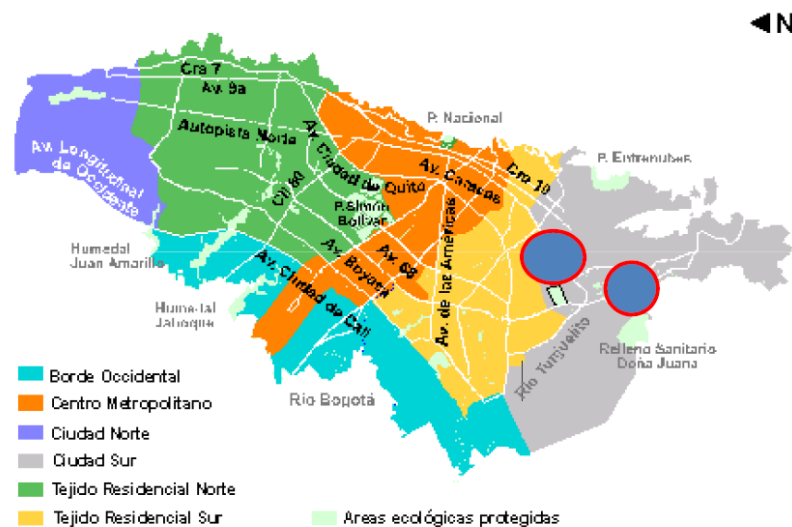 N
Cra 7
Av. 9a
Autopista Norte
Av. Longitudinal
de Occidente
Av. Ciudad de
Quito
Cll 80
P. Simón
Bolívar
P. Nacional
Av. Caracas
Cra 10
P. Entrenubes
Humedal
Juan Amarillo
Av. Boyacá
Av. 68
Av. de las Américas
Av. Ciudad de Cali
Humedal
Jaboque
Río Bogotá
Río Tunjuelito
Relleno Sanitario
Doña Juana
Borde Occidental
Centro Metropolitano
Ciudad Norte
Ciudad Sur
Tejido Residencial Norte
Tejido Residencial Sur
Areas ecológicas protegidas